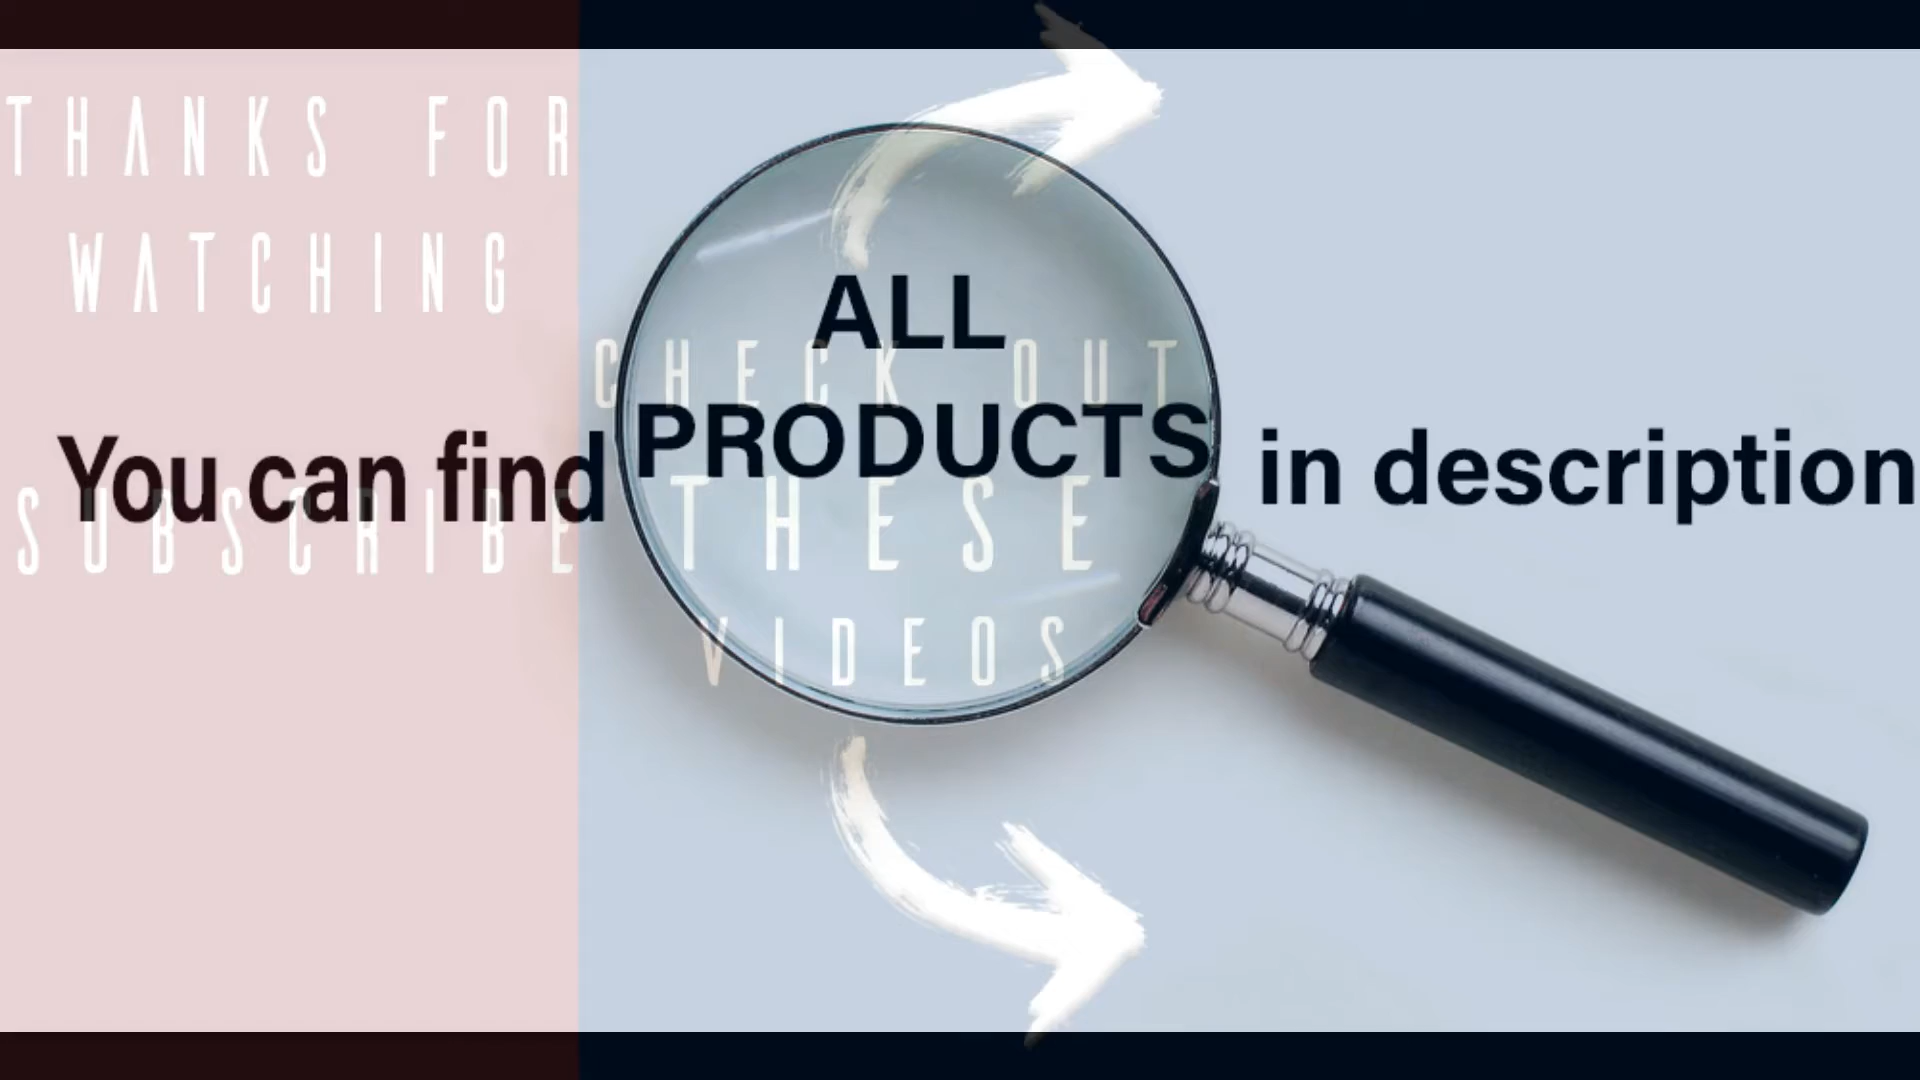 THANKS FOR
WATCHING
SUBSCRIBE
CHECK OUT
THESE
VIDEOS
You can find
ALL
PRODUCTS
in description